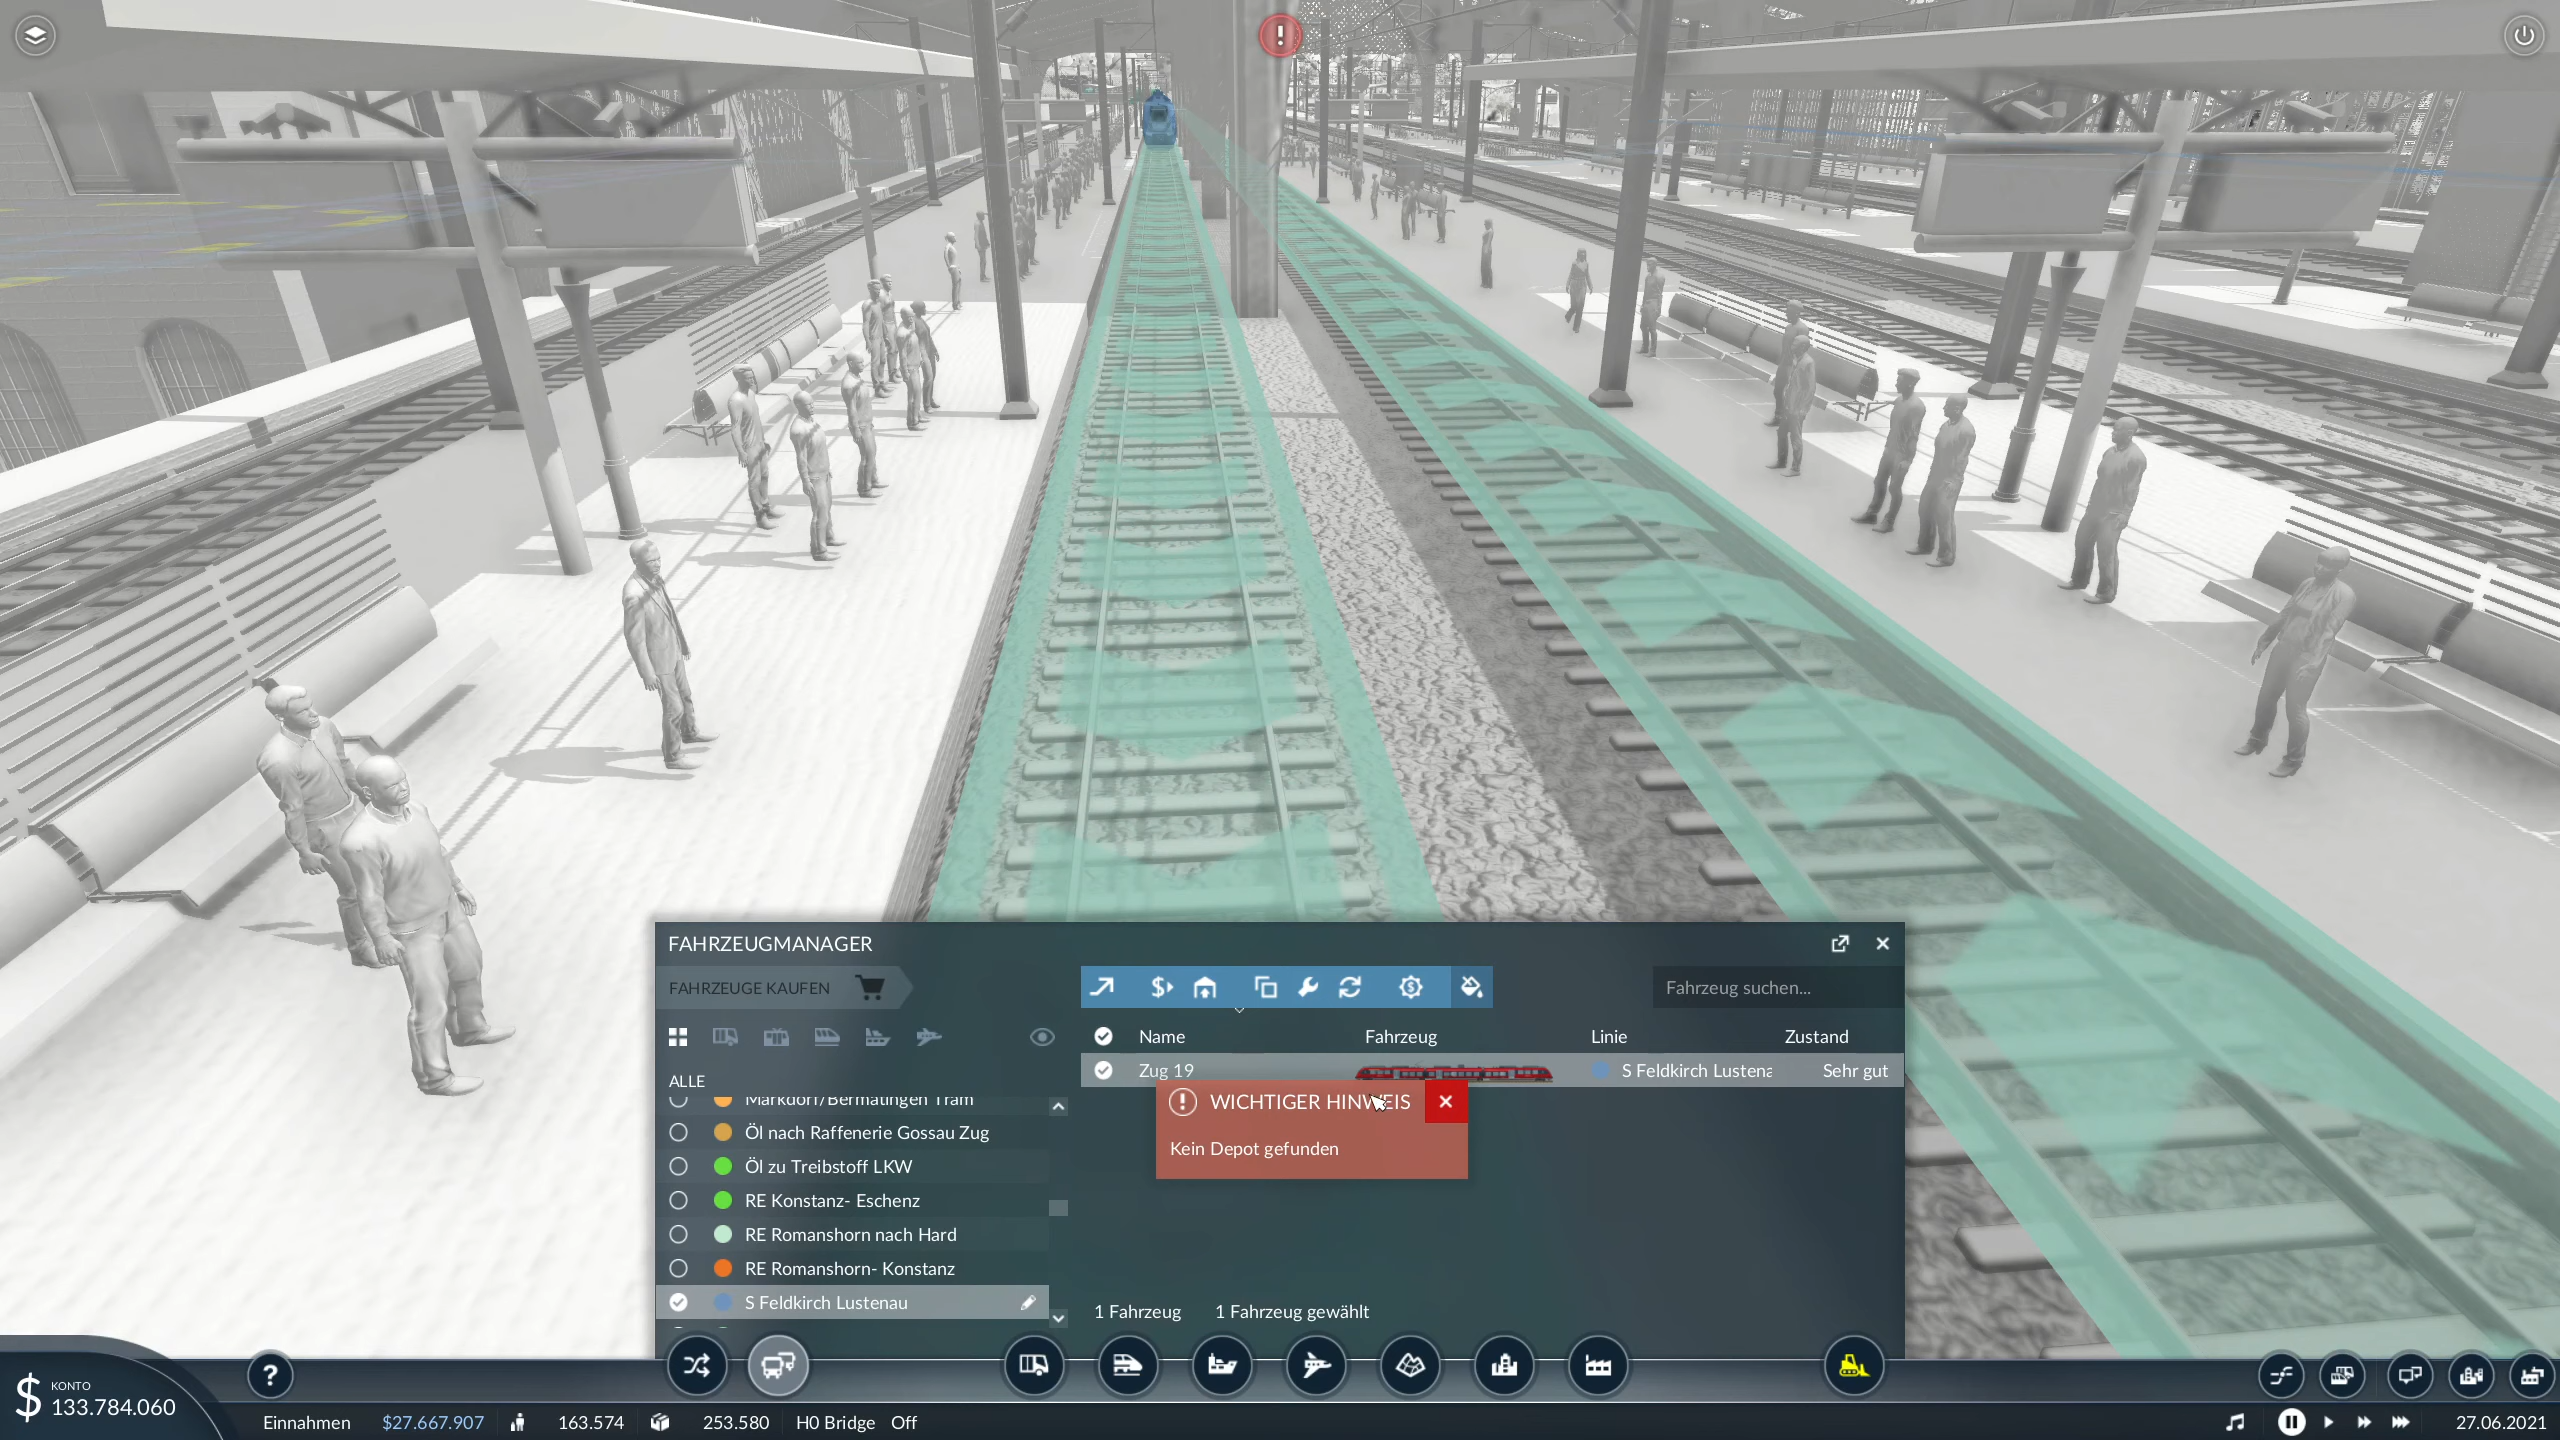 FAHRZEUGMANAGER
FAHRZEUGE KAUFEN
Fahrzeug suchen...
Name Fahrzeug Linie Zustand
ALLE
Zug 19 S Feldkirch Lustena Sehr gut
Markdorf/Bermatingen Tram
WICHTIGER HINWEIS
Kein Depot gefunden
Öl nach Raffenerie Gossau Zug
Öl zu Treibstoff LKW
RE Konstanz- Eschenz
RE Romanshorn nach Hard
RE Romanshorn- Konstanz
S Feldkirch Lustenau
1 Fahrzeug 1 Fahrzeug gewählt
?
$ KONTO
133.784.060
Einnahmen $27.667.907 163.574 253.580 H0 Bridge Off 27.06.2021